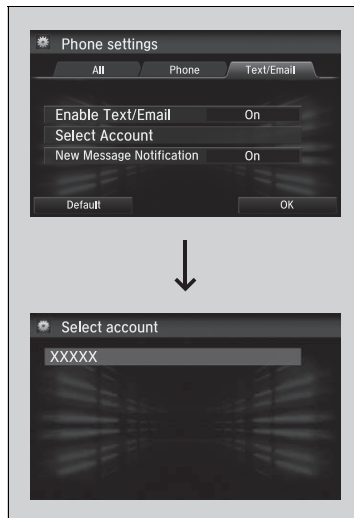 Phone settings
All Phone Text/Email
Enable Text/Email On
Select Account
New Message Notification On
Default OK
Select account
XXXXX